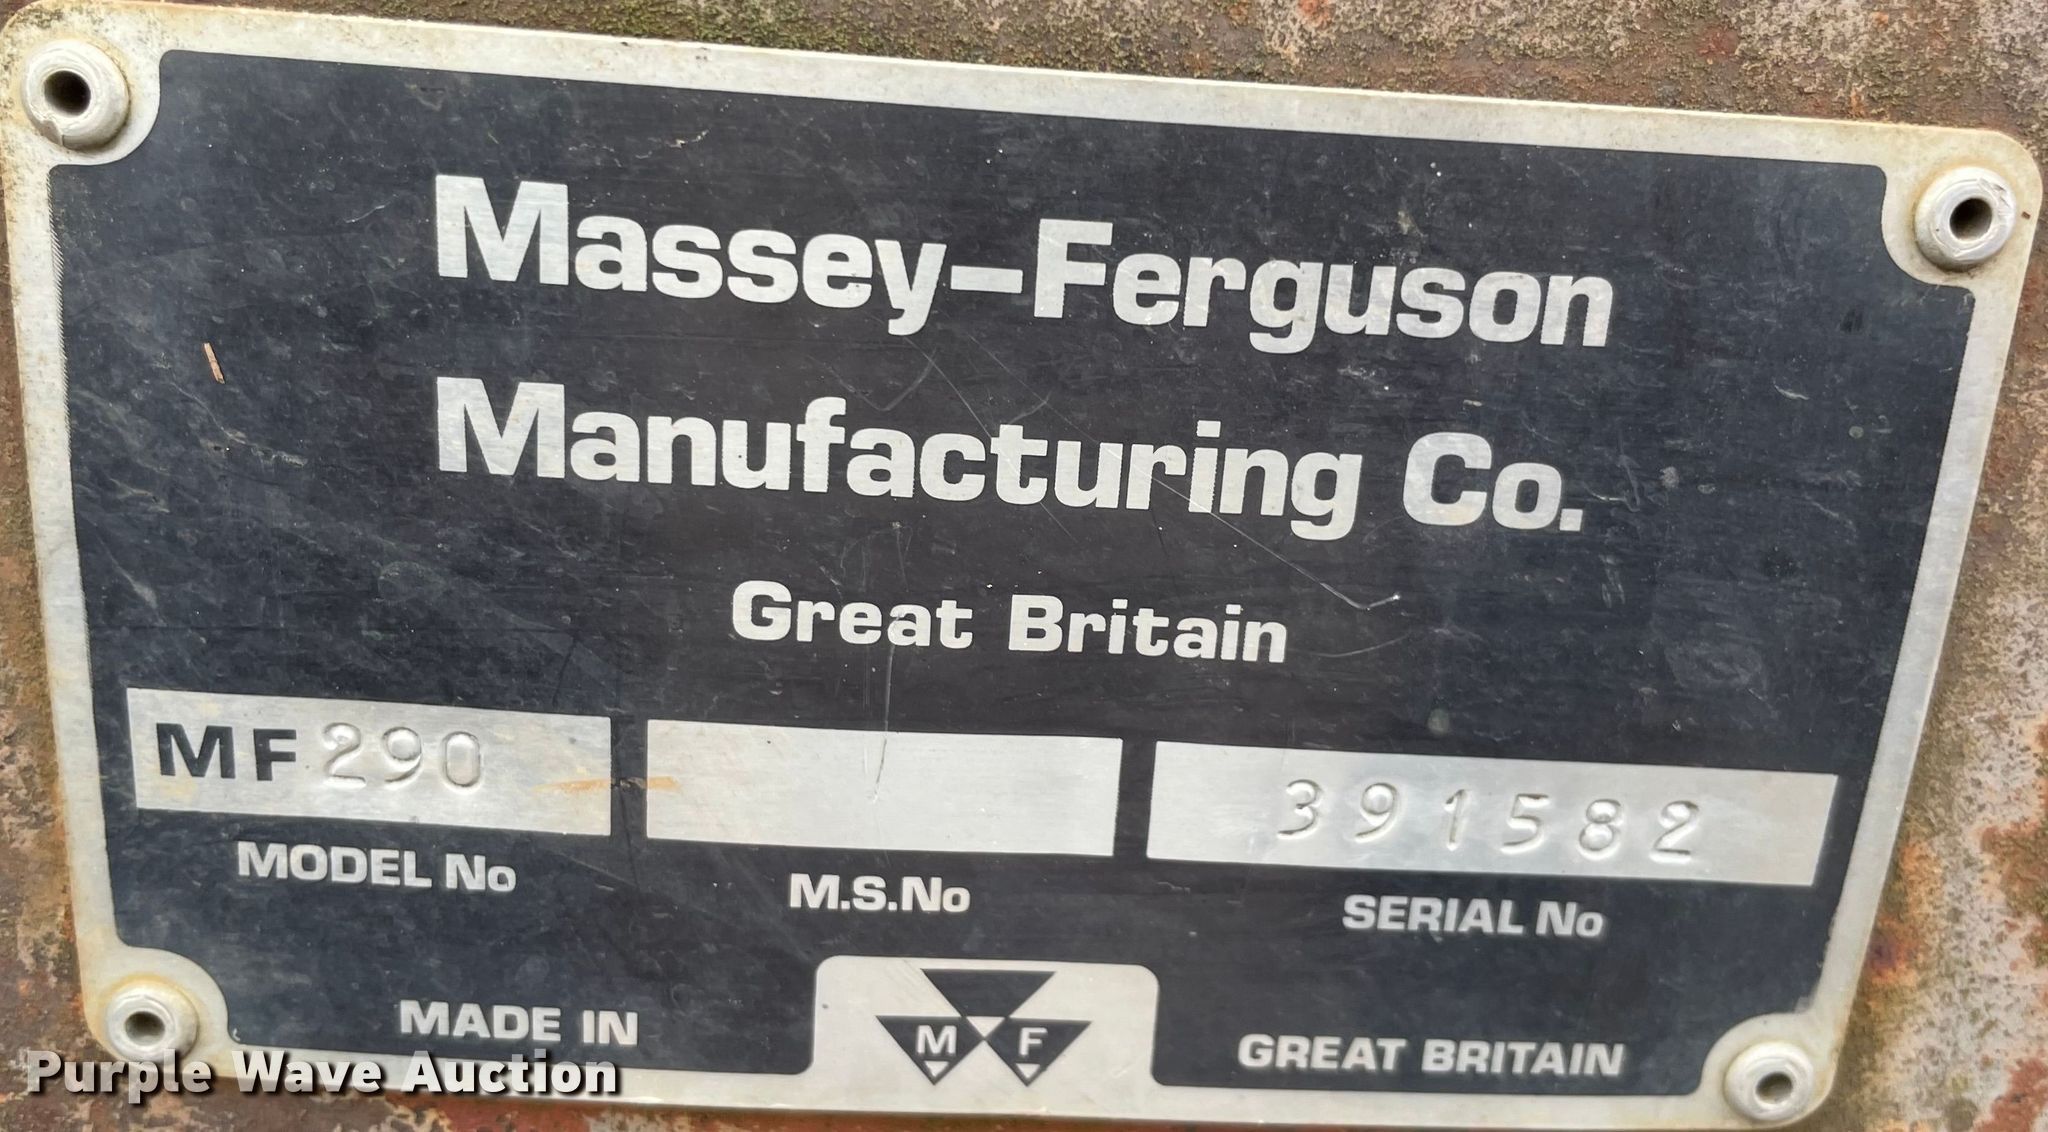 Massey-Ferguson
Manufacturing Co.
Great Britain
MF 290
391582
MODEL No
M.S.No
SERIAL No
MADE IN
M F
GREAT BRITAIN
Purple Wave Auction